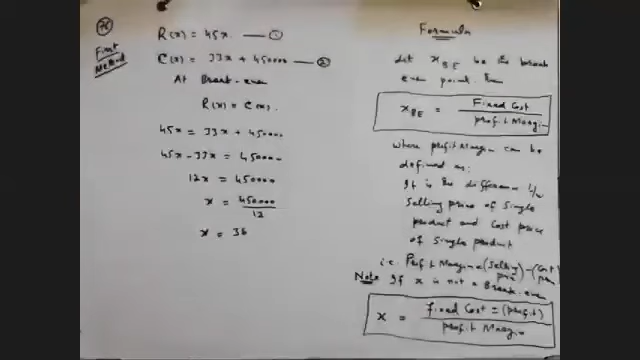 76
First
Method
R(x) = 45x. — ①
C(x) = 33x + 450000 — ②
At Break-even
R(x) = C(x).
45x = 33x + 450000
45x - 33x = 450000
12x = 450000
x = 450000
12
x = 36
Formula
Let x_BE be the break
even point. Then
x_BE = Fixed Cost
profit Margin
where profit Margin can be
defined as:
It is the difference b/w
Selling price of Single
product and Cost price
of Single product
i.e. Profit Margin = (Selling price) - (Cost price)
Note If x is not a Break-even
x = fixed Cost ± (profit)
profit Margin